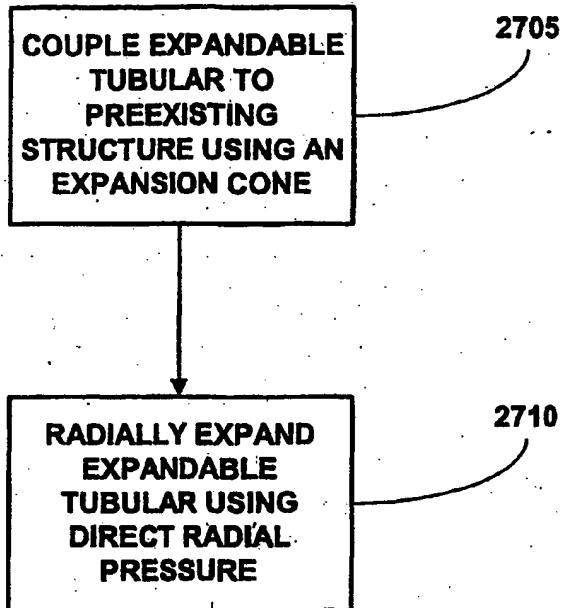 COUPLE EXPANDABLE
TUBULAR TO
PREEXISTING
STRUCTURE USING AN
EXPANSION CONE
2705
RADIALLY EXPAND
EXPANDABLE
TUBULAR USING
DIRECT RADIAL
PRESSURE
2710